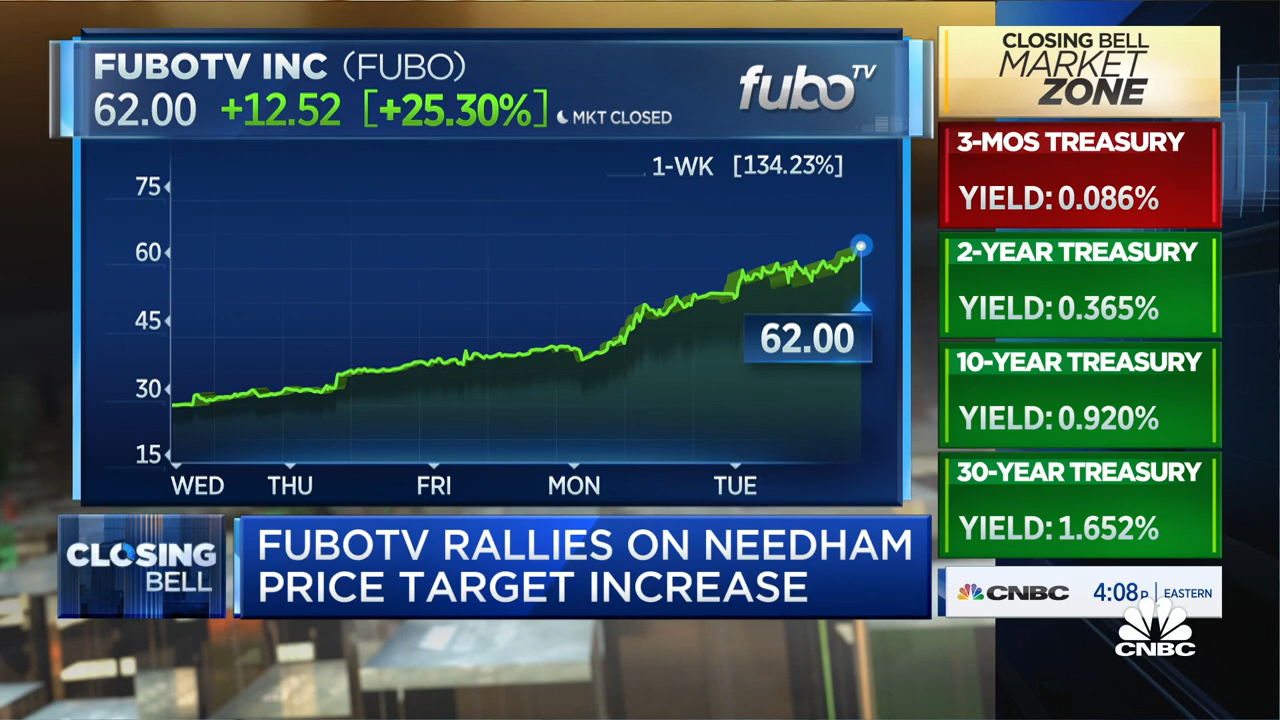 FUBOTV INC (FUBO)
62.00 +12.52 [+25.30%] MKT CLOSED
fubo TV
1-WK [134.23%]
75
60
45
30
15
62.00
WED THU FRI MON TUE
CLOSING BELL
MARKET
ZONE
3-MOS TREASURY
YIELD: 0.086%
2-YEAR TREASURY
YIELD: 0.365%
10-YEAR TREASURY
YIELD: 0.920%
30-YEAR TREASURY
YIELD: 1.652%
CLOSING
BELL
FUBOTV RALLIES ON NEEDHAM
PRICE TARGET INCREASE
CNBC 4:08P EASTERN
CNBC